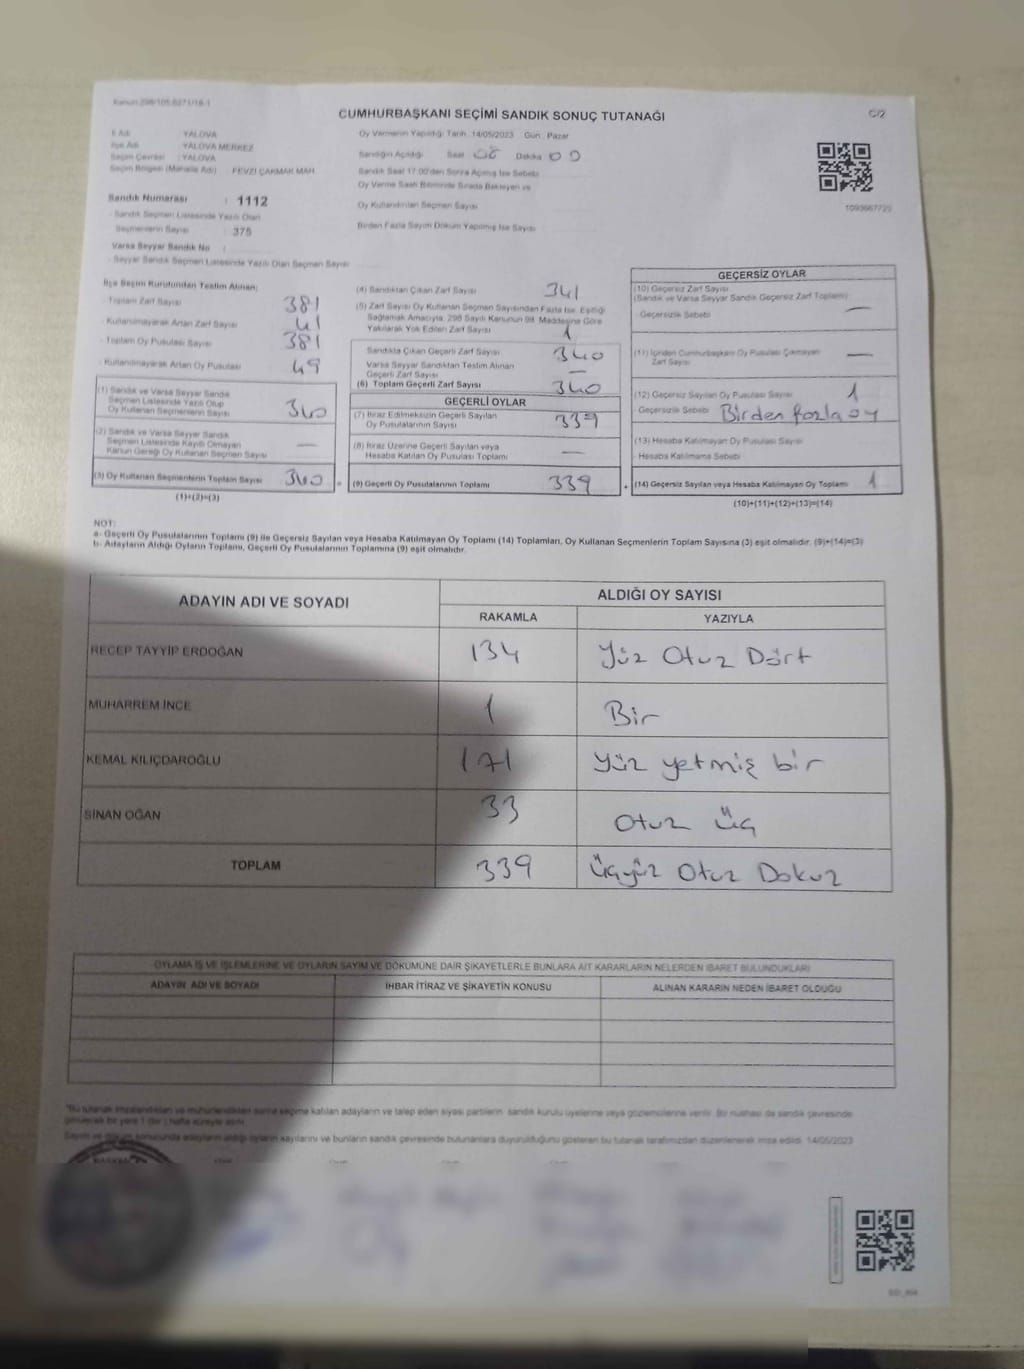 Kanun 298/105
CUMHURBAŞKANI SEÇİMİ SANDIK SONUÇ TUTANAĞI
C/2
İl Adı YALOVA
İlçe Adı YALOVA MERKEZ
Seçim Çevresi : YALOVA
Seçim Bölgesi (Mahalle Adı) FEVZİ ÇAKMAK MAH.
Sandık Numarası : 1112
Sandık Seçmen Listesinde Yazılı Olan
Seçmenlerin Sayısı : 375
Varsa Seyyar Sandık No :
Seyyar Sandık Seçmen Listesinde Yazılı Olan Seçmen Sayısı
Oy Vermenin Yapıldığı Tarih : 14/05/2023 Gün : Pazar
Sandığın Açıldığı Saat Dakika 00
Sandık Saat 17.00'den Sonra Açılmış İse Sebebi
Oy Verme Saati Bitiminde Sırada Bekleyen ve
Oy Kullandırılan Seçmen Sayısı
Birden Fazla Sayım Döküm Yapılmış İse Sayısı
İlçe Seçim Kurulundan Teslim Alınan;
- Toplam Zarf Sayısı 381
- Kullanılmayarak Artan Zarf Sayısı 41
- Toplam Oy Pusulası Sayısı 381
- Kullanılmayarak Artan Oy Pusulası 49
(1) Sandık ve Varsa Seyyar Sandık
Seçmen Listesinde Yazılı Olup
Oy Kullanan Seçmenlerin Sayısı 340
(2) Sandık ve Varsa Seyyar Sandık
Seçmen Listesinde Kayıtlı Olmayan
Kanun Gereği Oy Kullanan Seçmen Sayısı —
(3) Oy Kullanan Seçmenlerin Toplam Sayısı 340
(1)+(2)=(3)
(4) Sandıktan Çıkan Zarf Sayısı 341
(5) Zarf Sayısı Oy Kullanan Seçmen Sayısından Fazla İse, Eşitliği
Sağlamak Amacıyla, 298 Sayılı Kanunun 98. Maddesine Göre
Yakılarak Yok Edilen Zarf Sayısı 1
Sandıkta Çıkan Geçerli Zarf Sayısı 340
Varsa Seyyar Sandıktan Teslim Alınan
Geçerli Zarf Sayısı —
(6) Toplam Geçerli Zarf Sayısı 340
GEÇERLİ OYLAR
(7) İtiraz Edilmeksizin Geçerli Sayılan
Oy Pusulasının Sayısı 339
(8) İtiraz Üzerine Geçerli Sayılan veya
Hesaba Katılan Oy Pusulası Toplamı —
(9) Geçerli Oy Pusulalarının Toplamı 339
GEÇERSİZ OYLAR
(10) Geçersiz Zarf Sayısı
(Sandık ve Varsa Seyyar Sandık Geçersiz Zarf Toplamı)
- Geçersizlik Sebebi —
(11) İçinden Cumhurbaşkanı Oy Pusulası Çıkmayan
Zarf Sayısı —
(12) Geçersiz Sayılan Oy Pusulası Sayısı 1
- Geçersizlik Sebebi Birden fazla oy
(13) Hesaba Katılmayan Oy Pusulası Sayısı
- Hesaba Katılmama Sebebi
(14) Geçersiz Sayılan veya Hesaba Katılmayan Oy Toplamı 1
(10)+(11)+(12)+(13)=(14)
NOT:
a- Geçerli Oy Pusulalarının Toplamı (9) ile Geçersiz Sayılan veya Hesaba Katılmayan Oy Toplamı (14) Toplamları, Oy Kullanan Seçmenlerin Toplam Sayısına (3) eşit olmalıdır. (9)+(14)=(3)
b- Adayların Aldığı Oyların Toplamı, Geçerli Oy Pusulalarının Toplamına (9) eşit olmalıdır.
ADAYIN ADI VE SOYADI ALDIĞI OY SAYISI
RAKAMLA YAZIYLA
RECEP TAYYİP ERDOĞAN 134 Yüz Otuz Dört
MUHARREM İNCE 1 Bir
KEMAL KILIÇDAROĞLU 171 Yüz yetmiş bir
SİNAN OĞAN 33 Otuz Üç
TOPLAM 339 Üçyüz Otuz Dokuz
OYLAMA İŞ VE İŞLEMLERİNE VE OYLARIN SAYIM VE DÖKÜMÜNE DAİR ŞİKAYETLERLE BUNLARA AİT KARARLARIN NELERDEN İBARET BULUNDUKLARI
ADAYIN ADI VE SOYADI İHBAR İTİRAZ VE ŞİKAYETİN KONUSU ALINAN KARARIN NEDEN İBARET OLDUĞU
"Bu tutanak imzalandıktan ve mühürlendikten sonra seçime katılan adayların ve talep eden siyasi partilerin sandık kurulu üyelerine veya gözlemcilerine verilir. Bir nüshası da sandık çevresinde
görülecek bir yere 1 (bir) hafta süreyle asılır.
Sayım ve döküm sonucunda adayların aldığı oyların sayılarını ve bunların sandık çevresinde bulunanlara duyurulduğunu gösteren bu tutanak tarafımızdan düzenlenerek imza edildi. 14/05/2023